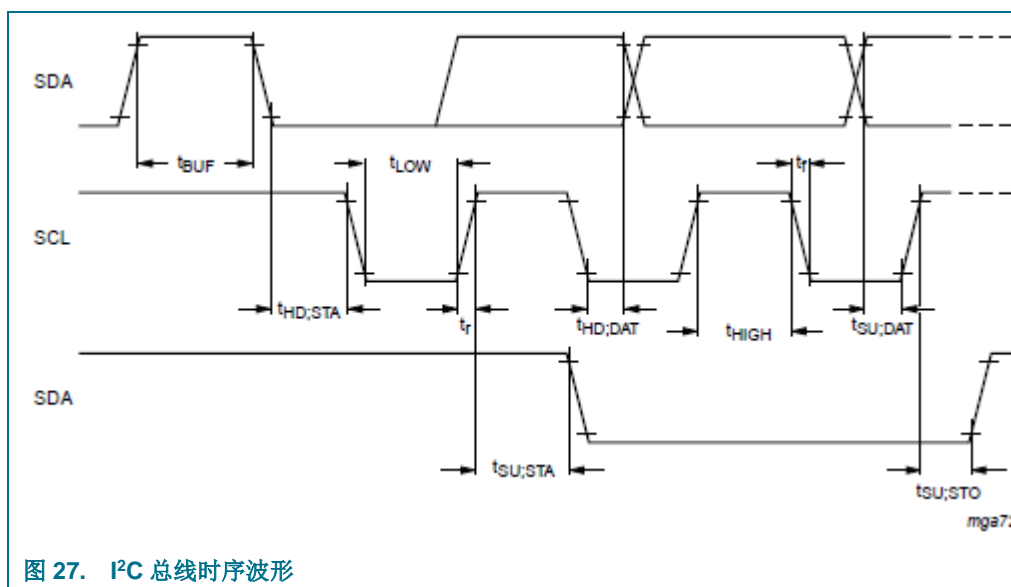 SDA
tBUF
tLOW
tf
SCL
tHD;STA
tr
tHD;DAT
tHIGH
tSU;DAT
SDA
tSU;STA
tSU;STO
mga72
图 27. I²C 总线时序波形